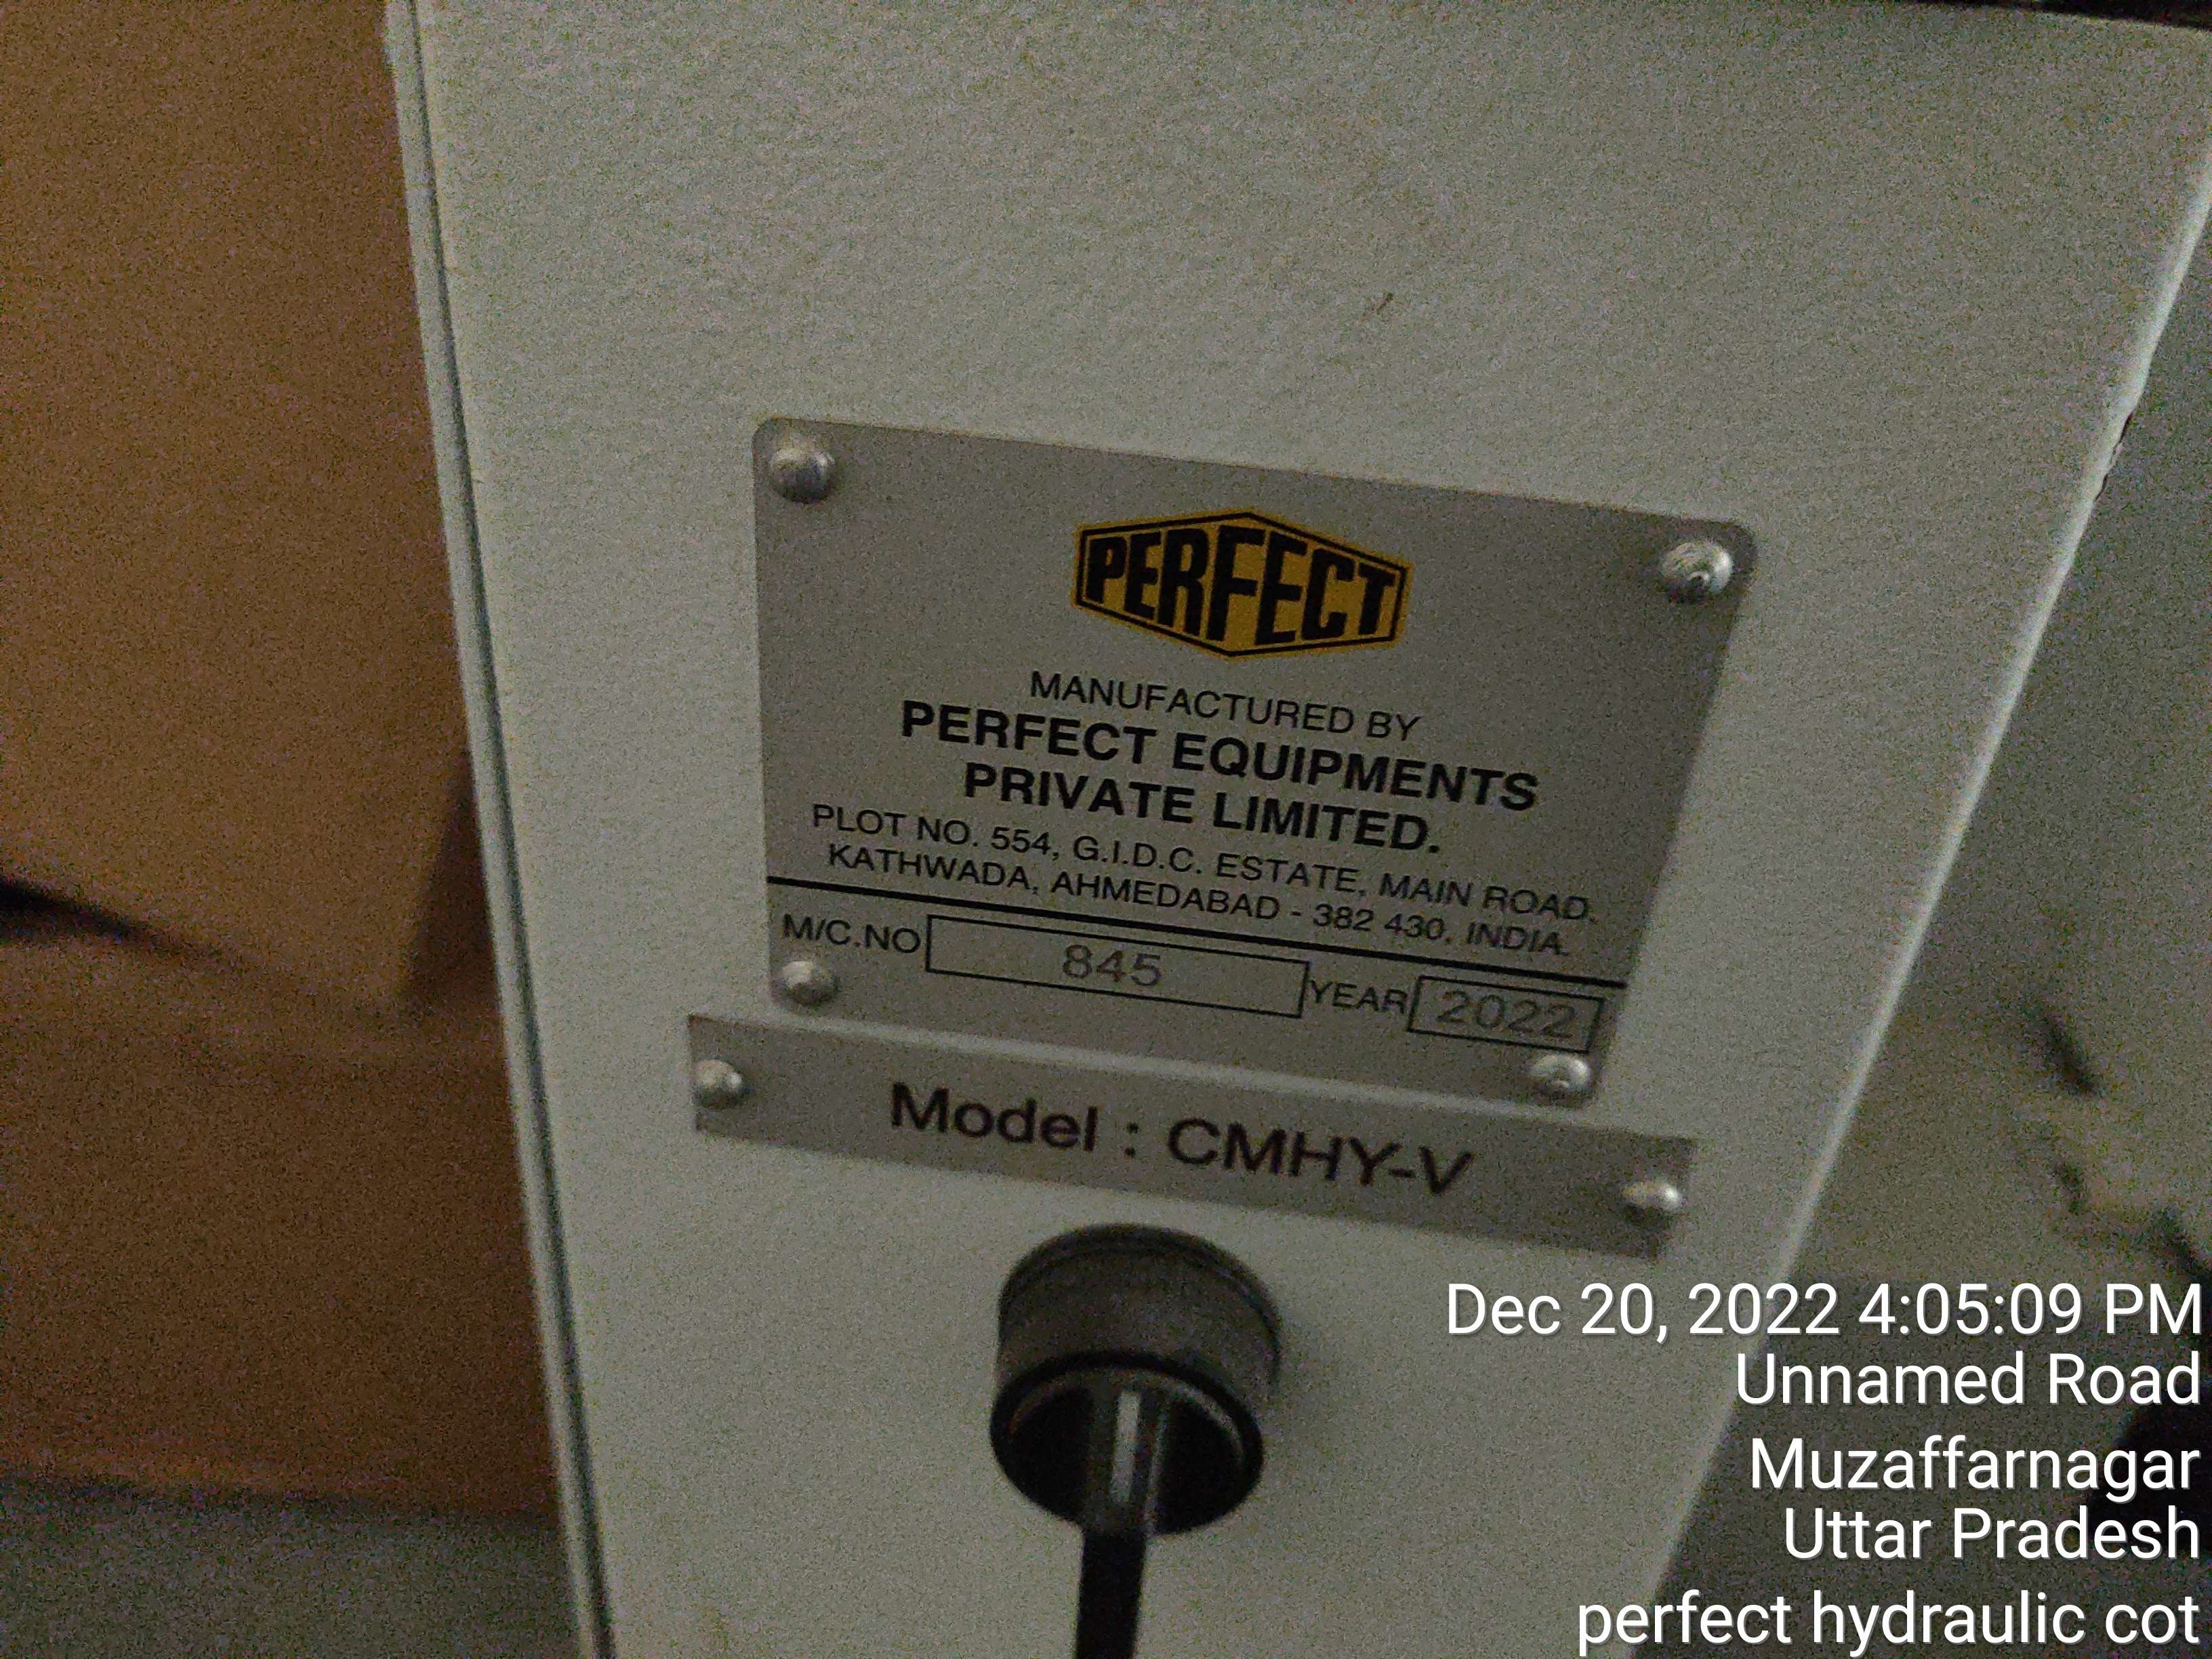 PERFECT
MANUFACTURED BY
PERFECT EQUIPMENTS
PRIVATE LIMITED.
PLOT NO. 554, G.I.D.C. ESTATE, MAIN ROAD.
KATHWADA, AHMEDABAD - 382 430. INDIA.
M/C.NO 845 YEAR 2022
Model : CMHY-V
Dec 20, 2022 4:05:09 PM
Unnamed Road
Muzaffarnagar
Uttar Pradesh
perfect hydraulic cot